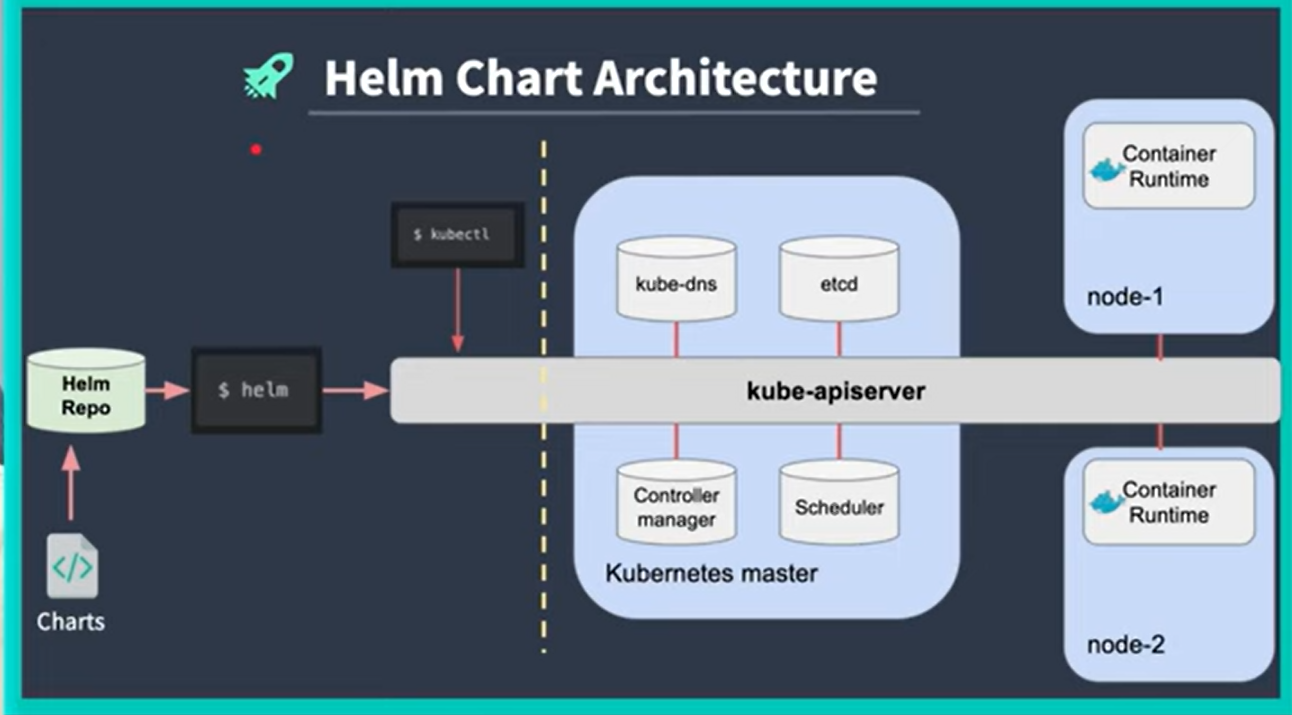 Helm Chart Architecture
Container
Runtime
node-1
$ kubectl
kube-dns
etcd
Helm
Repo
$ helm
kube-apiserver
Controller
manager
Scheduler
Kubernetes master
Container
Runtime
node-2
</>
Charts